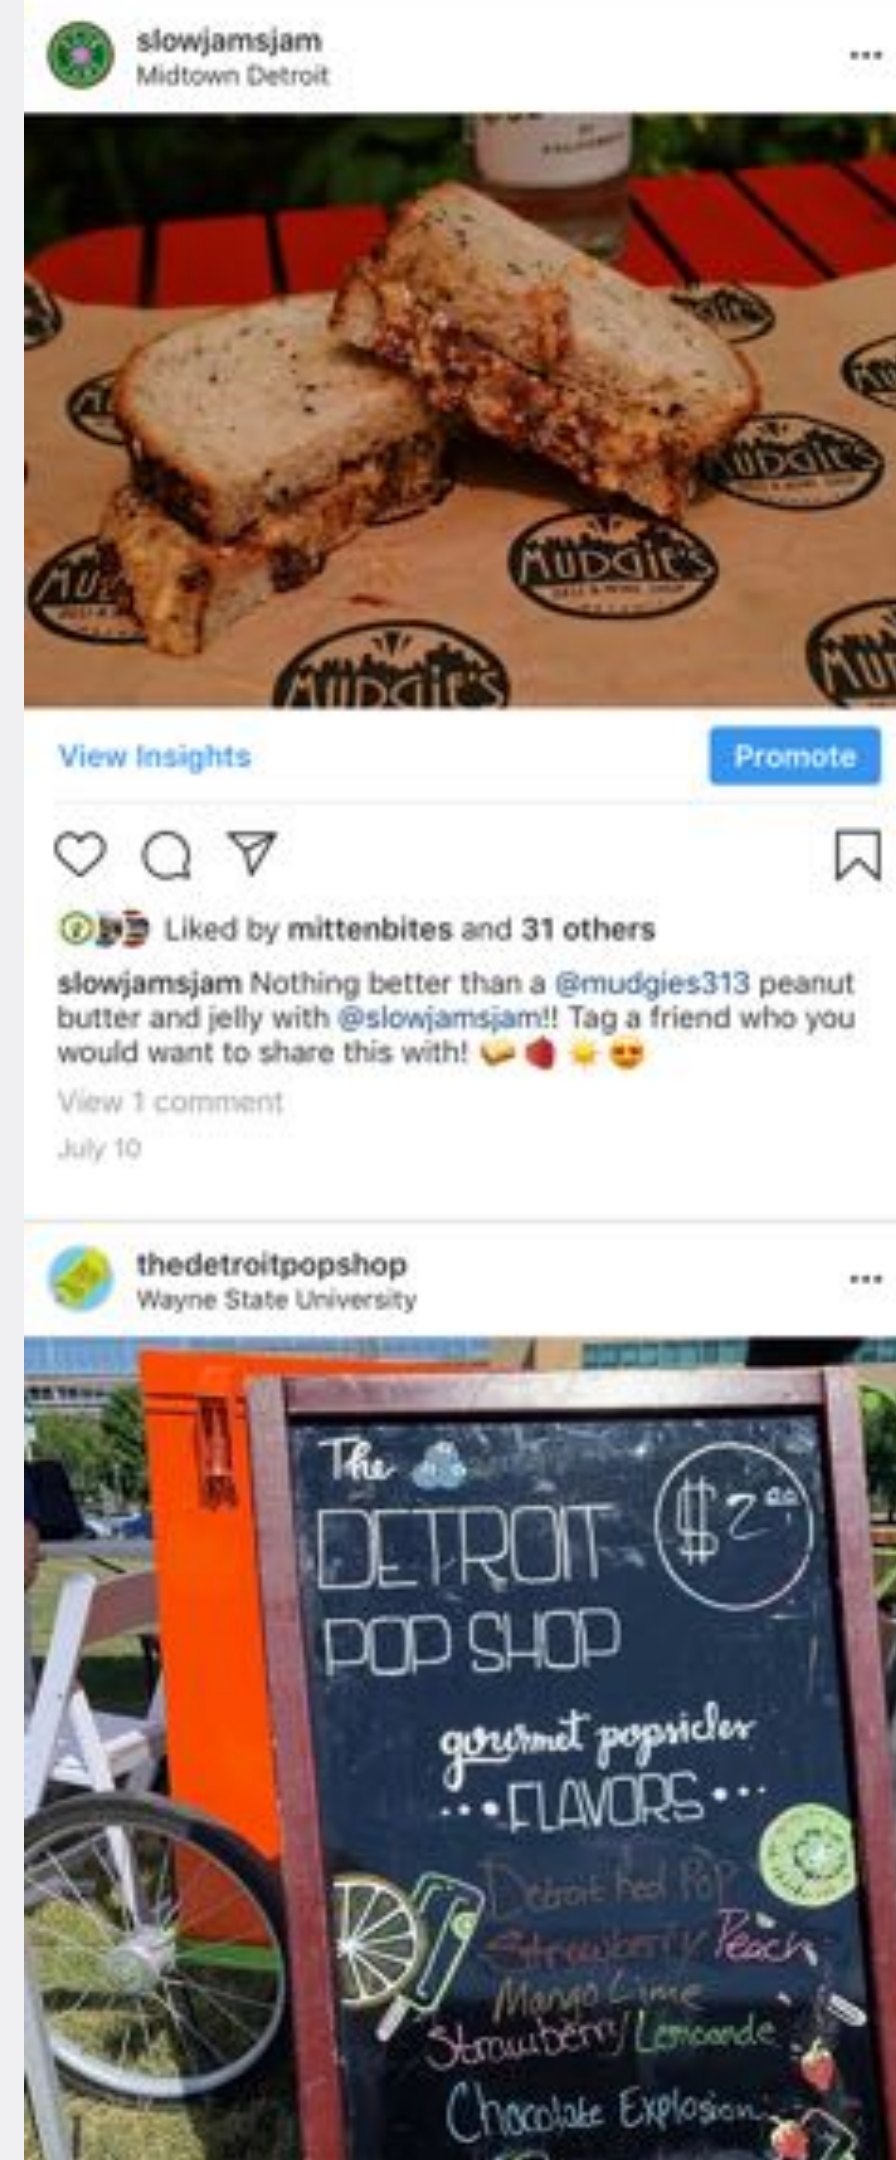 slowjamsjam
Midtown Detroit
MUDGIE'S
MUDGIE'S
MUDGIE'S
View Insights
Promote
Liked by mittenbites and 31 others
slowjamsjam Nothing better than a @mudgies313 peanut
butter and jelly with @slowjamsjam!! Tag a friend who you
would want to share this with!
View 1 comment
July 10
thedetroitpopshop
Wayne State University
The
DETROIT
$2.00
POP SHOP
gourmet popsicles
FLAVORS
Detroit Red Pop
Strawberry/Peach
Mango Lime
Strawberry/Lemonade
Chocolate Explosion